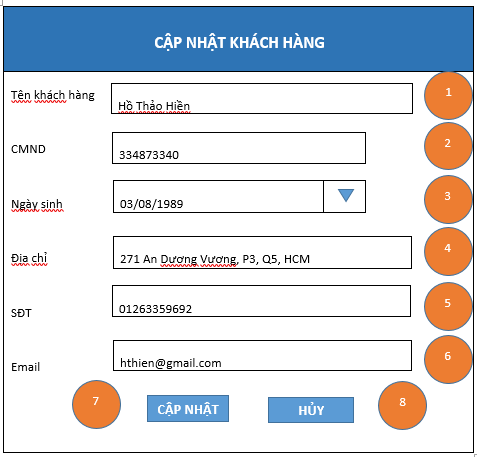 CẬP NHẬT KHÁCH HÀNG
Tên khách hàng
Hồ Thảo Hiền
1
CMND
334873340
2
Ngày sinh
03/08/1989
3
Địa chỉ
271 An Dương Vương, P3, Q5, HCM
4
SĐT
01263359692
5
Email
hthien@gmail.com
6
7
CẬP NHẬT
HỦY
8